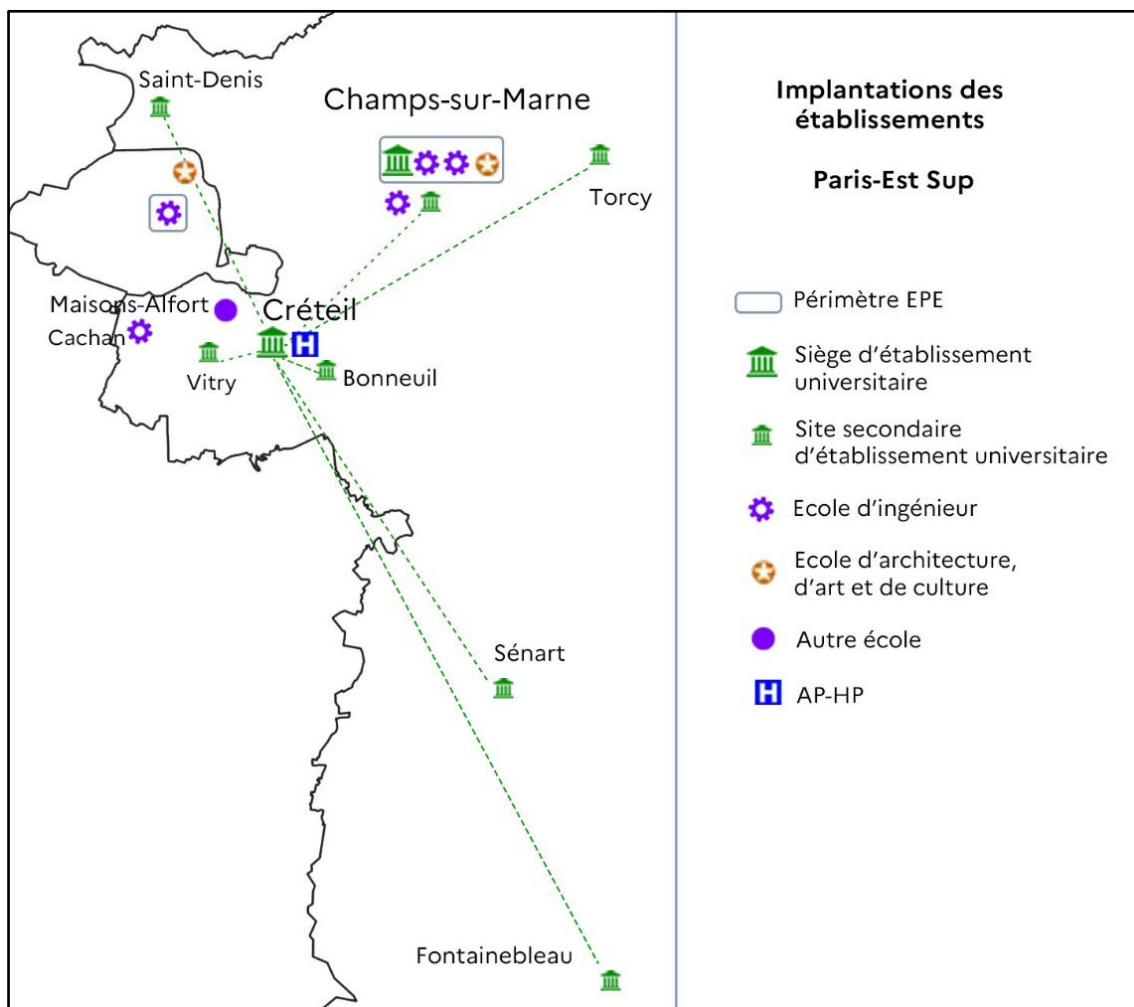 Saint-Denis
Champs-sur-Marne
Torcy
Maisons-Alfort
Créteil
Cachan
Vitry
Bonneuil
Sénart
Fontainebleau
Implantations des
établissements
Paris-Est Sup
Périmètre EPE
Siège d'établissement
universitaire
Site secondaire
d'établissement universitaire
Ecole d'ingénieur
Ecole d'architecture,
d'art et de culture
Autre école
H AP-HP
H